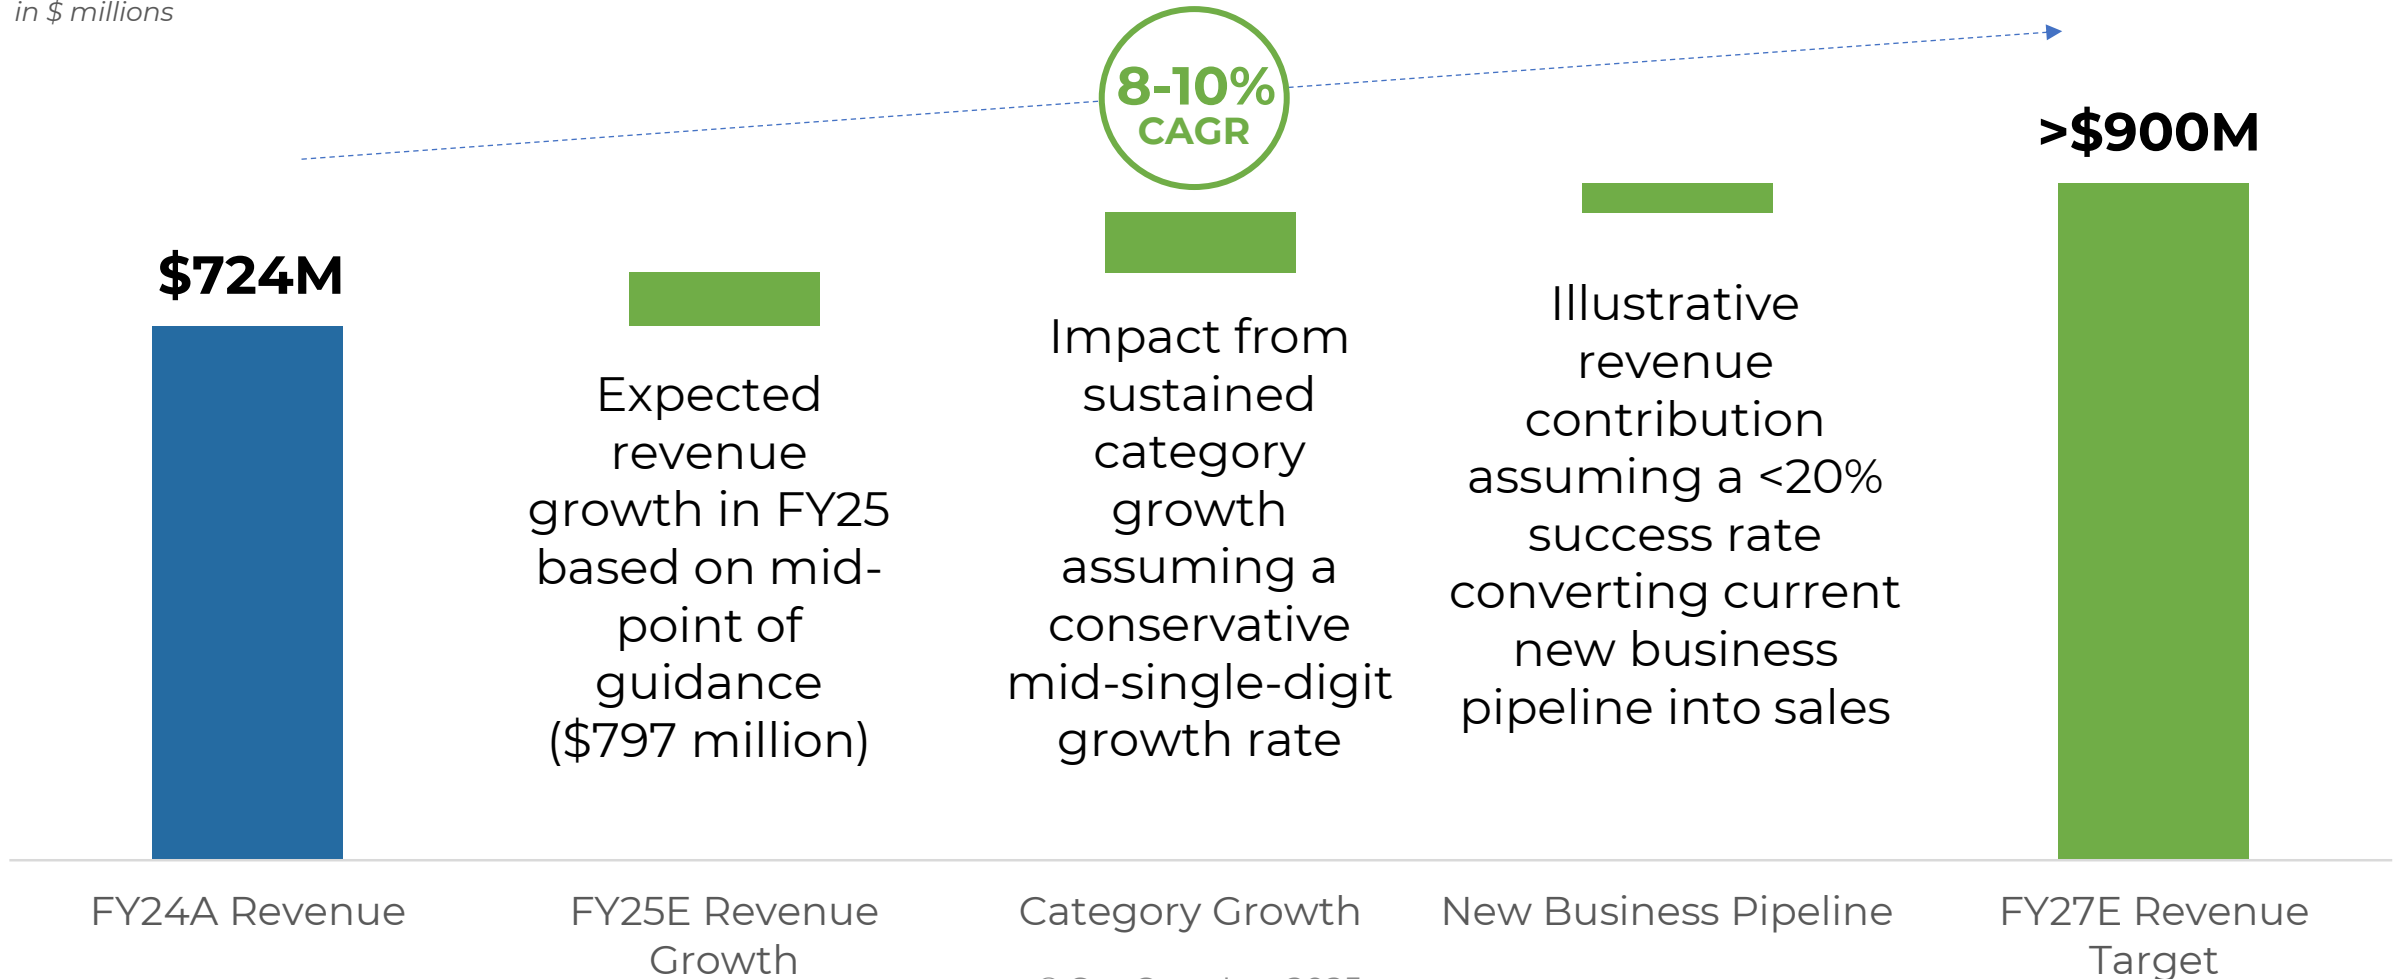 in $ millions
8-10%
CAGR
>$900M
$724M
Expected
revenue
growth in FY25
based on mid-
point of
guidance
($797 million)
Impact from
sustained
category
growth
assuming a
conservative
mid-single-digit
growth rate
Illustrative
revenue
contribution
assuming a <20%
success rate
converting current
new business
pipeline into sales
FY24A Revenue
FY25E Revenue
Growth
Category Growth
New Business Pipeline
FY27E Revenue
Target